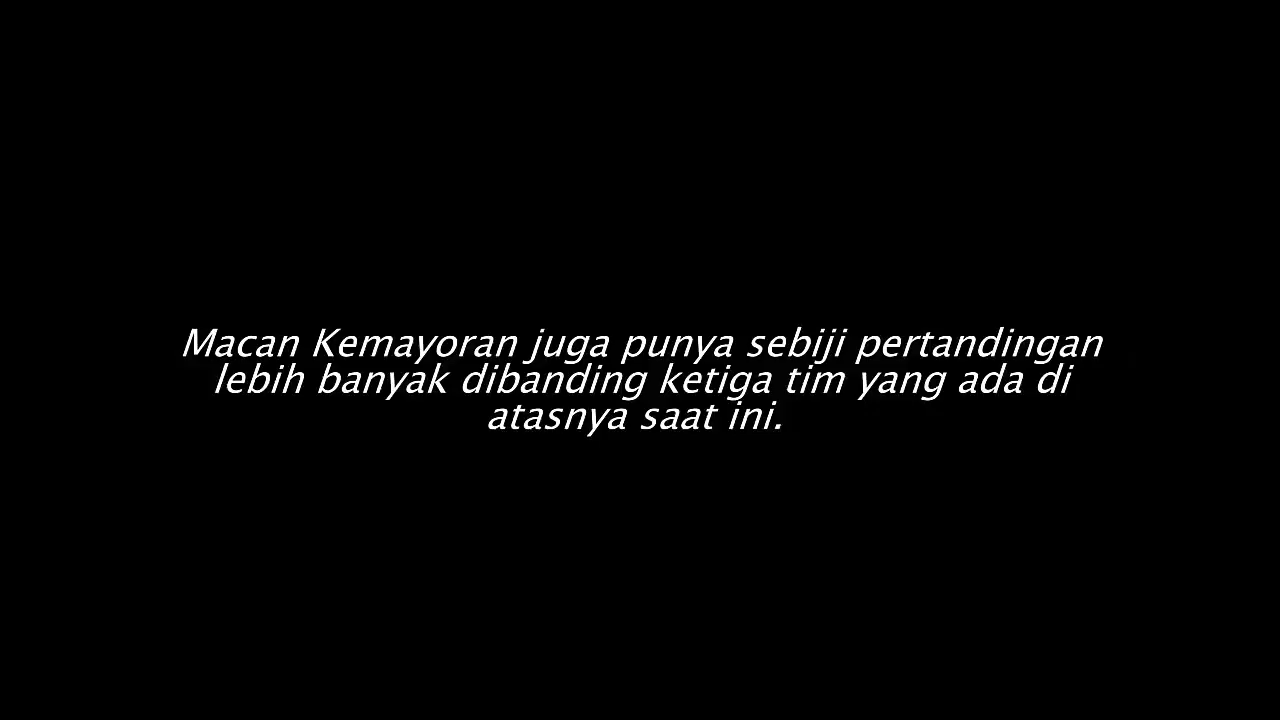 Macan Kemayoran juga punya sebiji pertandingan
lebih banyak dibanding ketiga tim yang ada di
atasnya saat ini.